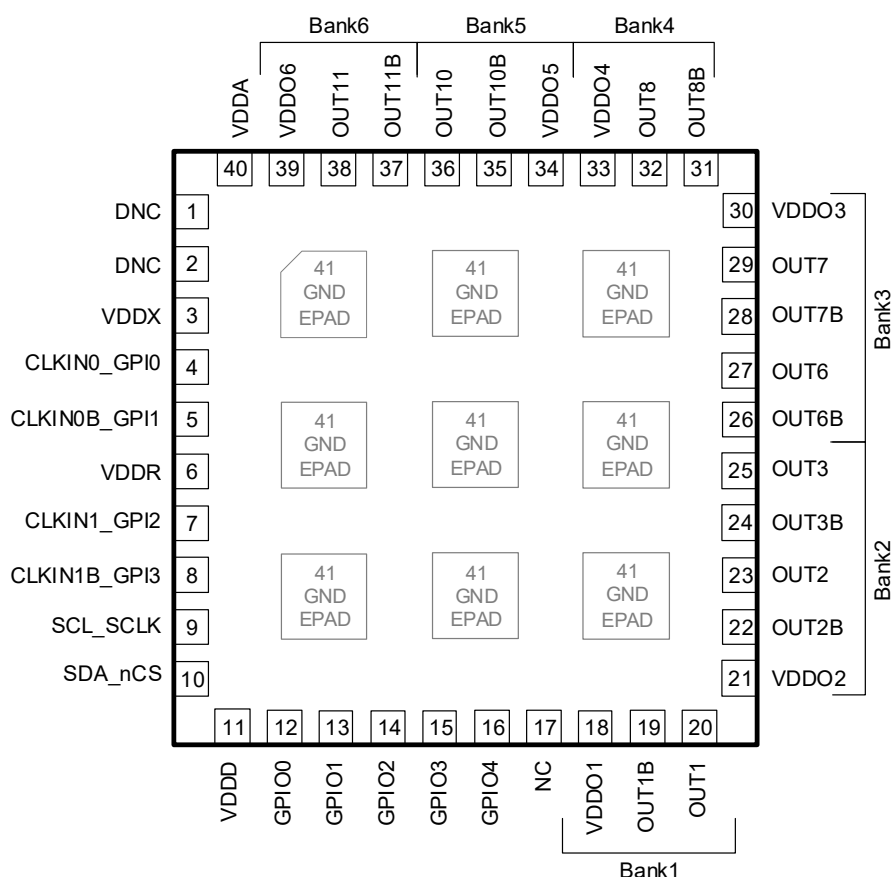 Bank6
Bank5
Bank4
VDDA
VDDO6
OUT11
OUT11B
OUT10
OUT10B
VDDO5
VDDO4
OUT8
OUT8B
40
39
38
37
36
35
34
33
32
31
DNC 1
DNC 2
VDDX 3
CLKIN0_GPI0 4
CLKIN0B_GPI1 5
VDDR 6
CLKIN1_GPI2 7
CLKIN1B_GPI3 8
SCL_SCLK 9
SDA_nCS 10
41
GND
EPAD
41
GND
EPAD
41
GND
EPAD
41
GND
EPAD
41
GND
EPAD
41
GND
EPAD
41
GND
EPAD
41
GND
EPAD
41
GND
EPAD
30 VDDO3
29 OUT7
28 OUT7B
27 OUT6
26 OUT6B
25 OUT3
24 OUT3B
23 OUT2
22 OUT2B
21 VDDO2
Bank3
Bank2
11
12
13
14
15
16
17
18
19
20
VDDD
GPIO0
GPIO1
GPIO2
GPIO3
GPIO4
NC
VDDO1
OUT1B
OUT1
Bank1